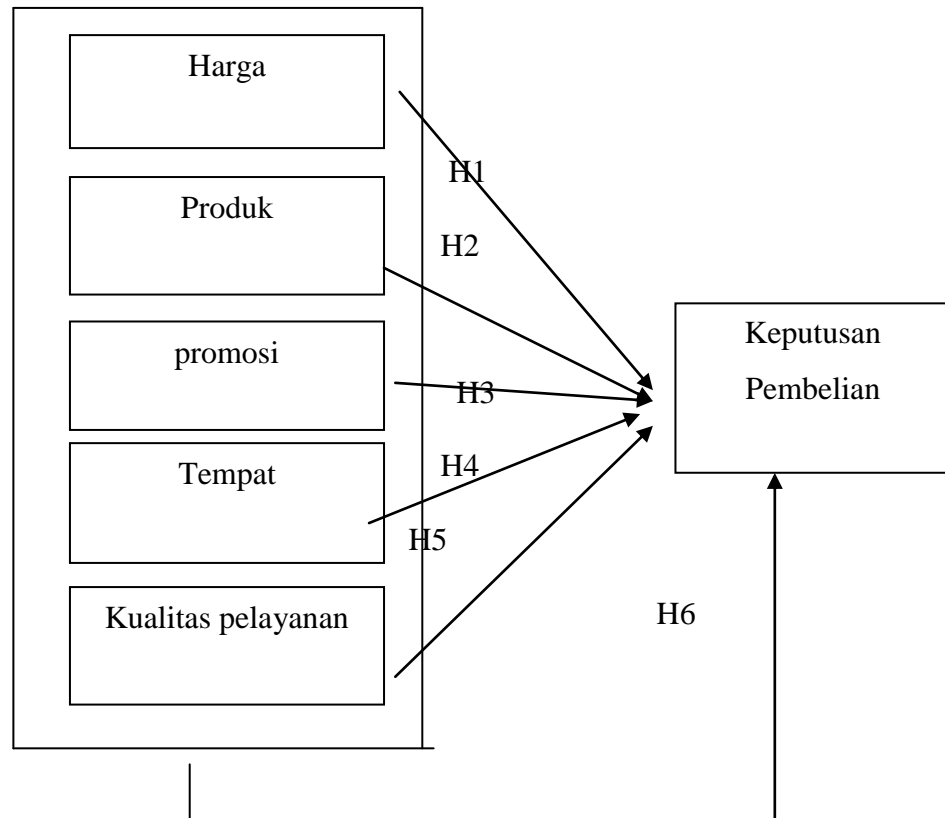 Harga
H1
Produk
H2
promosi
H3
Keputusan
Pembelian
Tempat
H4
H5
Kualitas pelayanan
H6